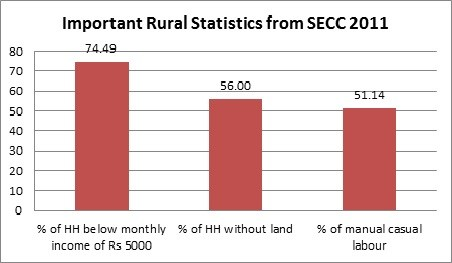 Important Rural Statistics from SECC 2011
80
70
60
50
40
30
20
10
0
74.49
56.00
51.14
% of HH below monthly
income of Rs 5000
% of HH without land
% of manual casual
labour